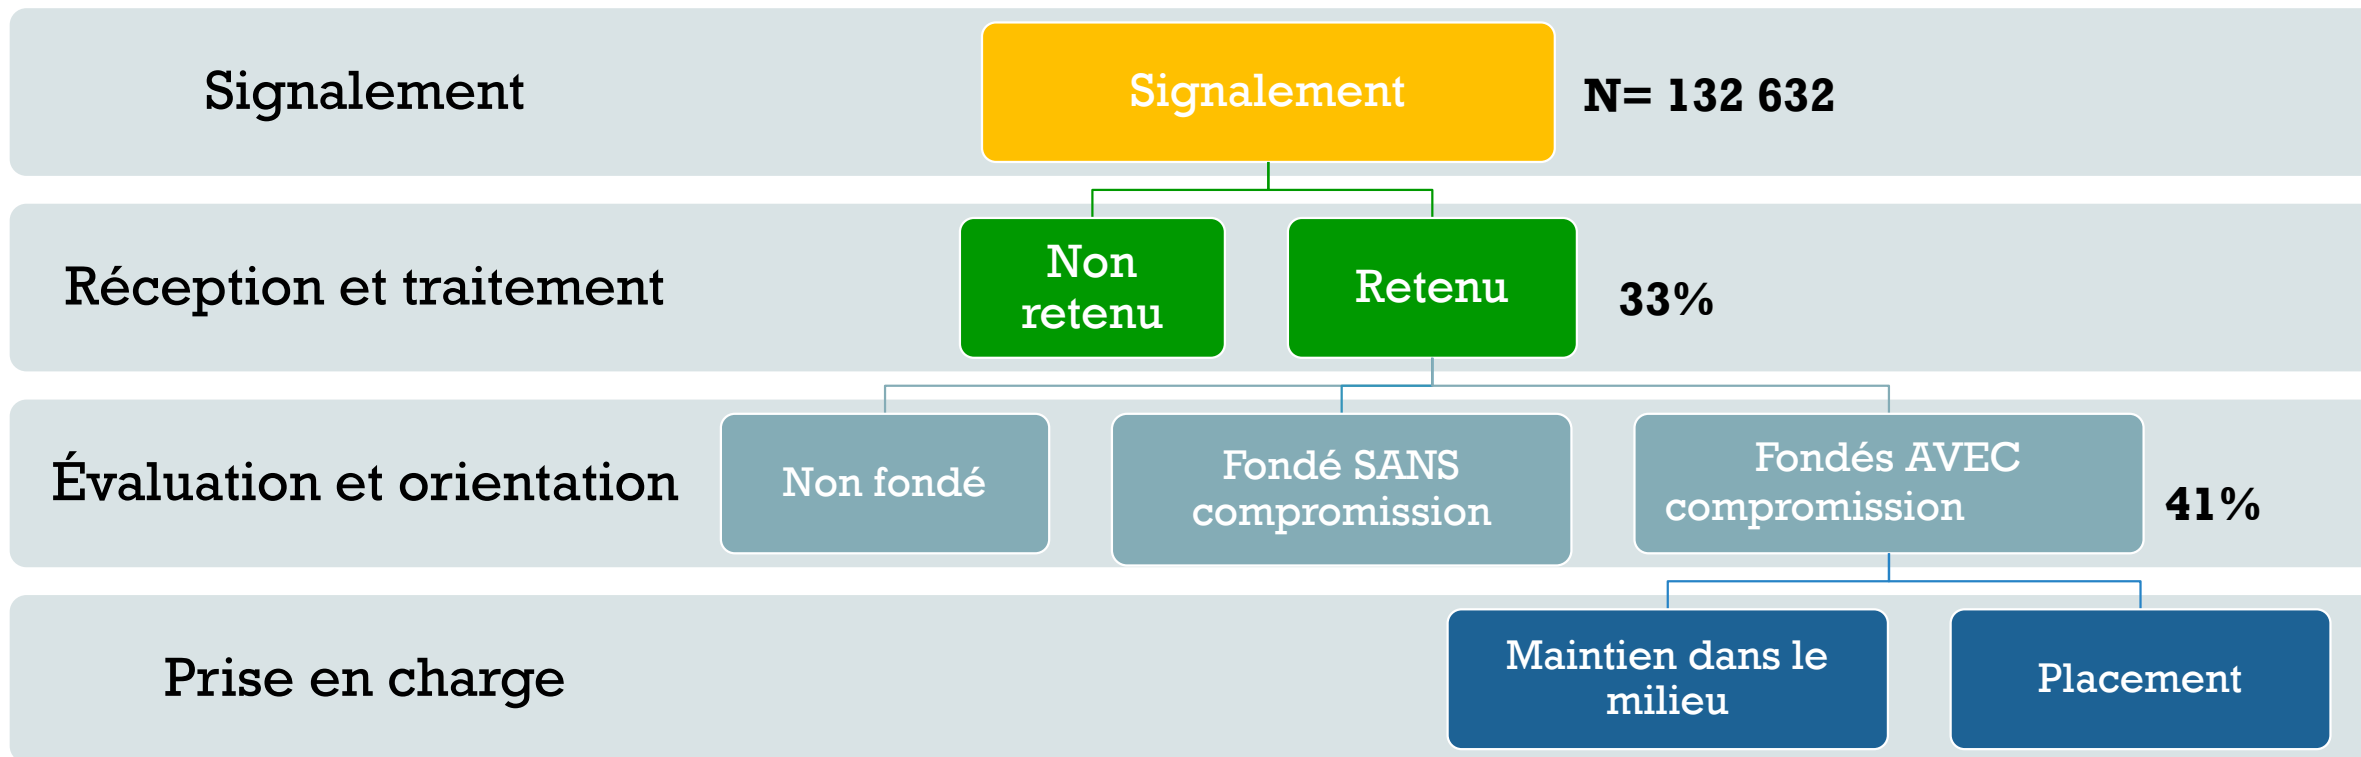 Signalement
Signalement
N= 132 632
Réception et traitement
Non
retenu
Retenu
33%
Évaluation et orientation
Non fondé
Fondé SANS
compromission
Fondés AVEC
compromission
41%
Prise en charge
Maintien dans le
milieu
Placement